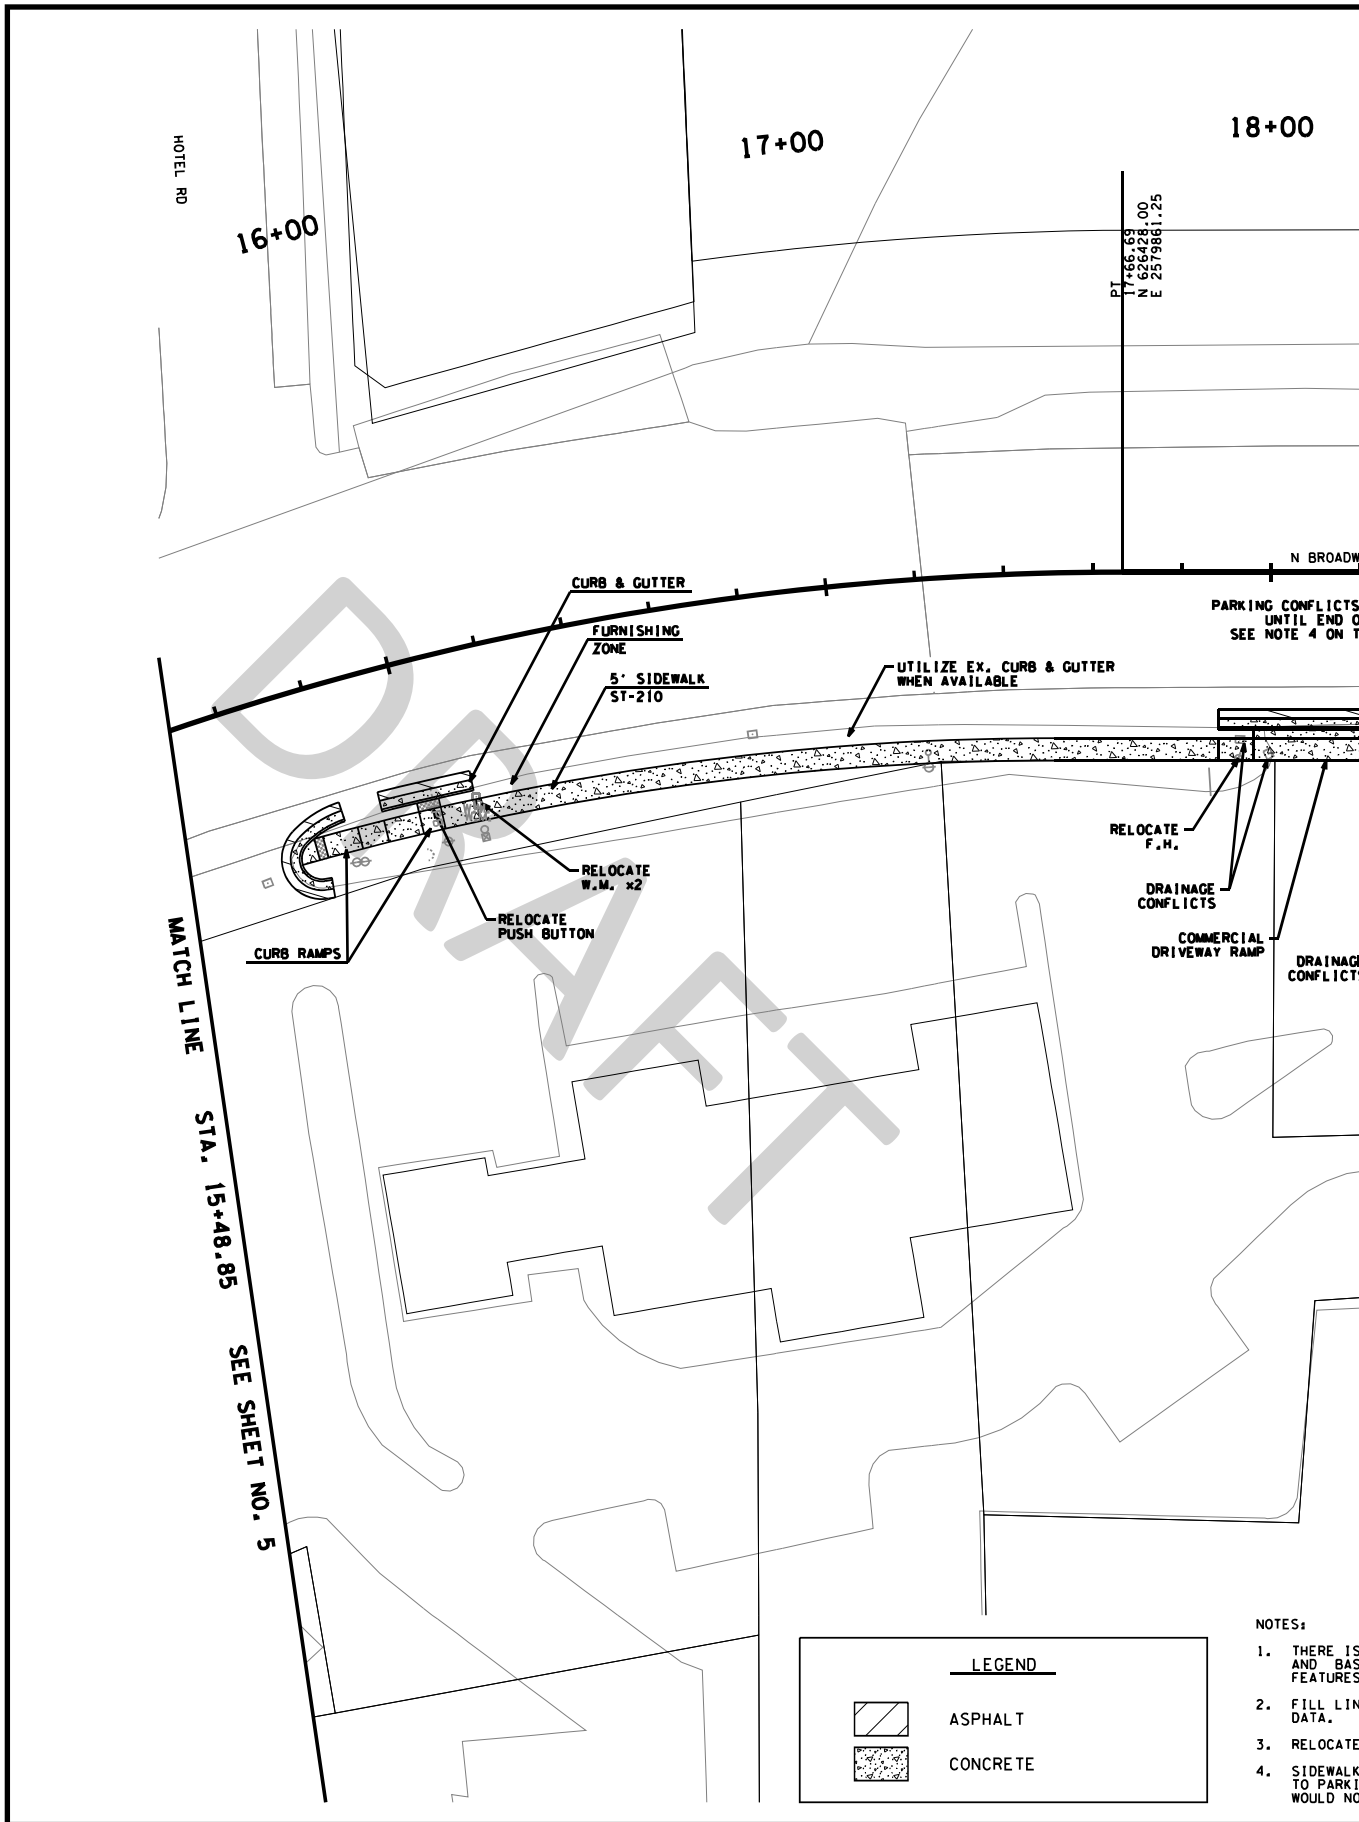 HOTEL RD
16+00
17+00
18+00
PT
17+66.69
N 626428.00
E 2579861.25
N BROADW
CURB & GUTTER
FURNISHING
ZONE
5' SIDEWALK
ST-210
UTILIZE EX. CURB & GUTTER
WHEN AVAILABLE
PARKING CONFLICTS
UNTIL END O
SEE NOTE 4 ON T
RELOCATE
W.M. x2
RELOCATE
PUSH BUTTON
CURB RAMPS
RELOCATE
F.H.
DRAINAGE
CONFLICTS
COMMERCIAL
DRIVEWAY RAMP
DRAINAGE
CONFLICTS
DRAFT
MATCH LINE STA. 15+48.85 SEE SHEET NO. 5
LEGEND
ASPHALT
CONCRETE
NOTES:
1. THERE IS
AND BAS
FEATURES
2. FILL LIN
DATA.
3. RELOCATE
4. SIDEWALK
TO PARKI
WOULD NO